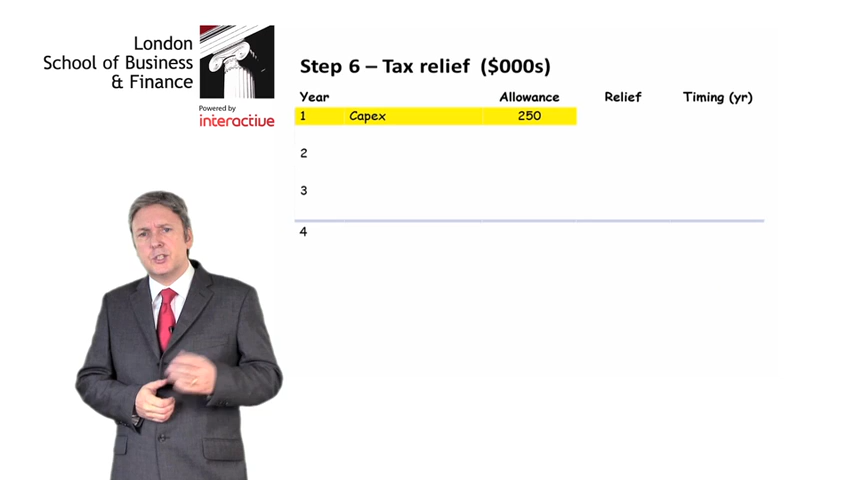 London
School of Business
& Finance
Powered by
interactive
Step 6 – Tax relief ($000s)
Year Allowance Relief Timing (yr)
1 Capex 250
2
3
4